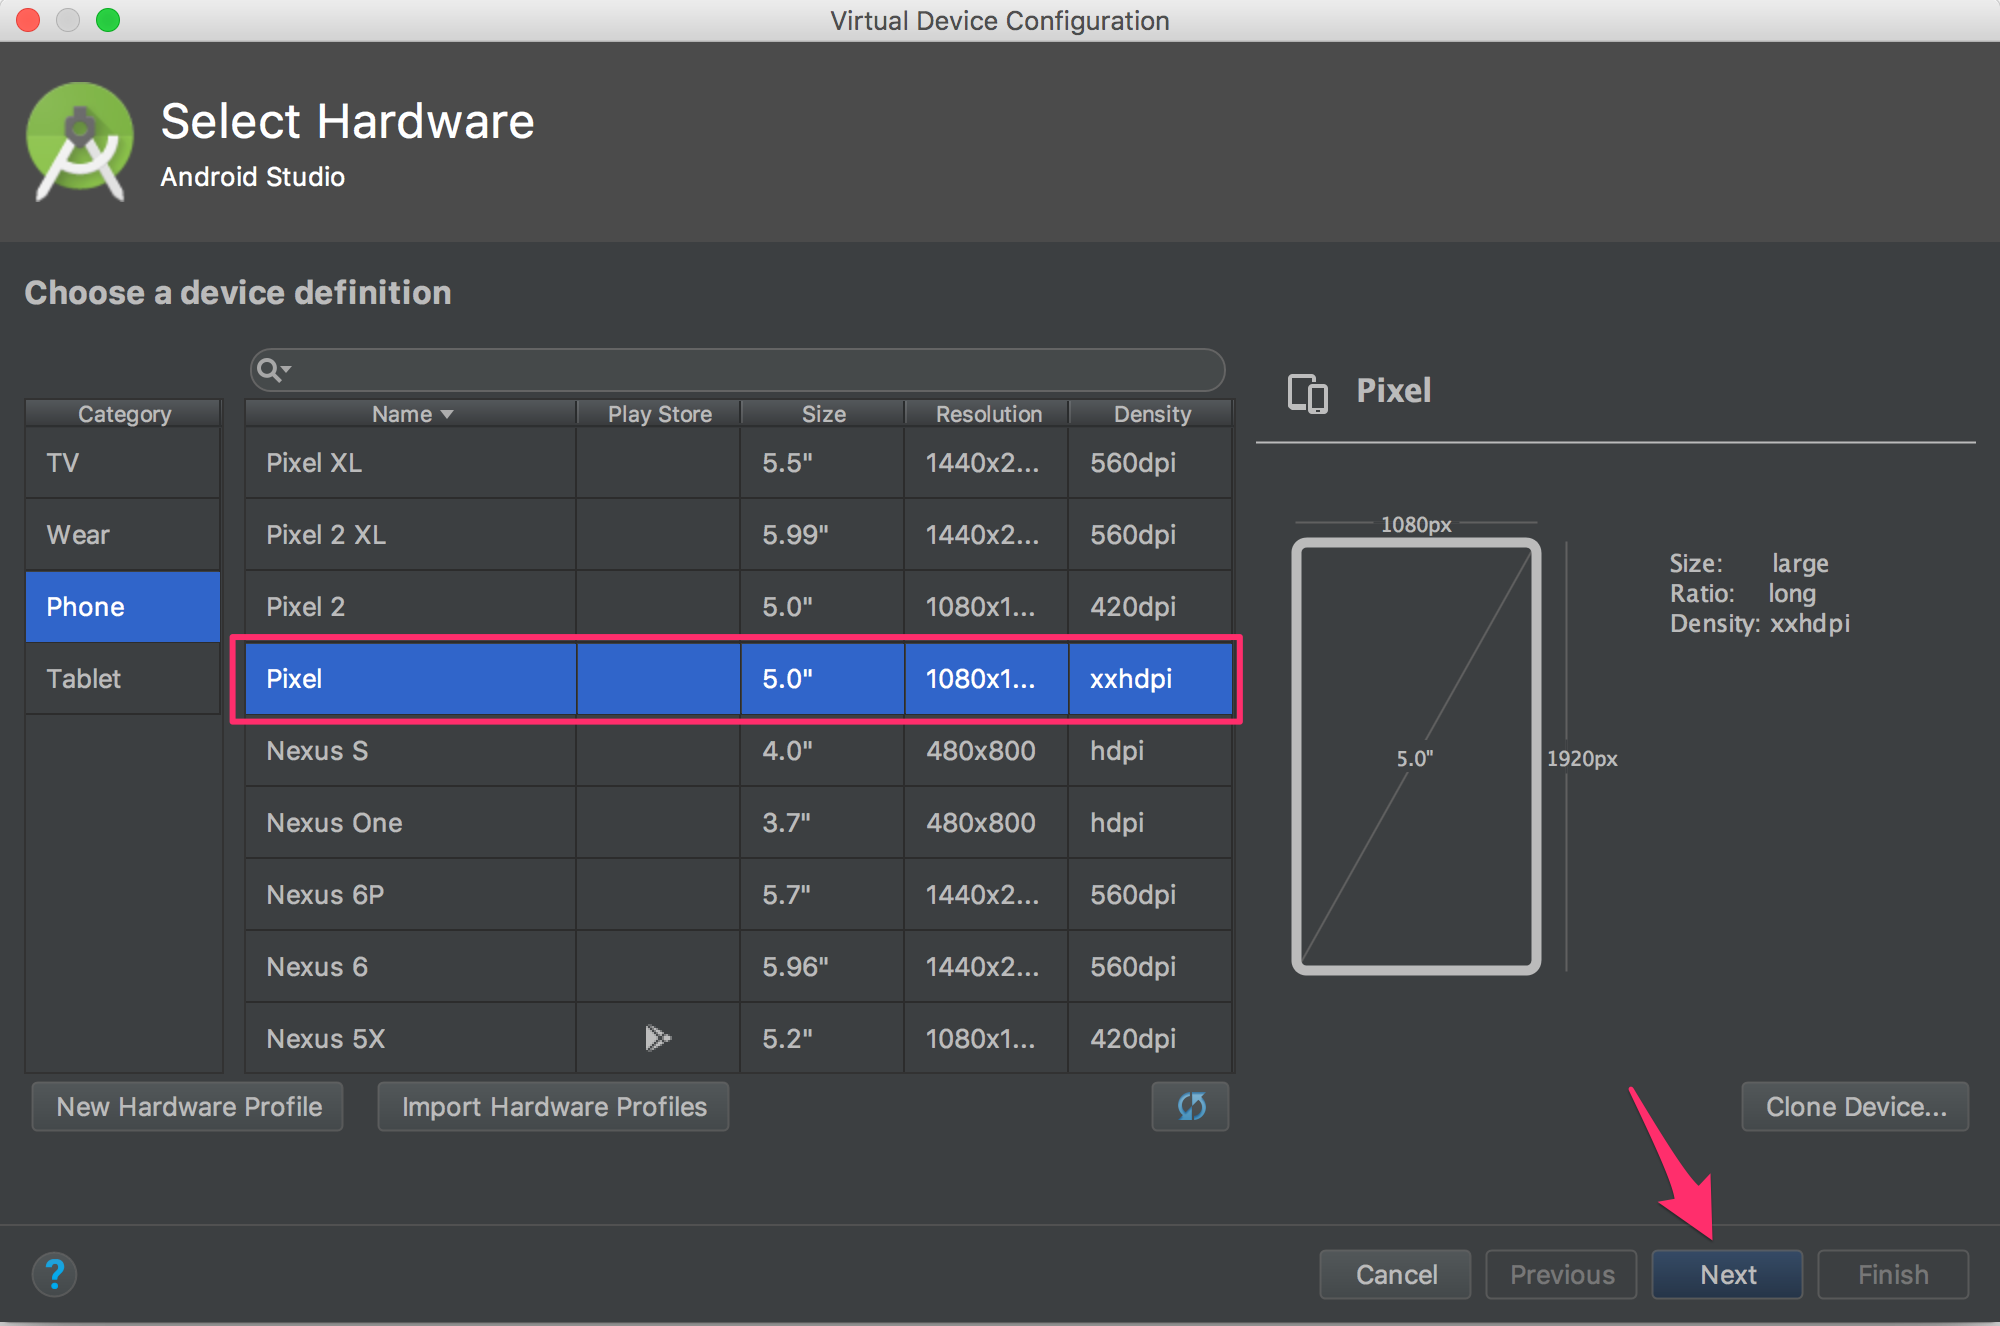 Virtual Device Configuration
Select Hardware
Android Studio
Choose a device definition
Category
TV
Wear
Phone
Tablet
Name Play Store Size Resolution Density
Pixel XL 5.5" 1440x2... 560dpi
Pixel 2 XL 5.99" 1440x2... 560dpi
Pixel 2 5.0" 1080x1... 420dpi
Pixel 5.0" 1080x1... xxhdpi
Nexus S 4.0" 480x800 hdpi
Nexus One 3.7" 480x800 hdpi
Nexus 6P 5.7" 1440x2... 560dpi
Nexus 6 5.96" 1440x2... 560dpi
Nexus 5X 5.2" 1080x1... 420dpi
New Hardware Profile Import Hardware Profiles
Pixel
1080px
5.0"
1920px
Size: large
Ratio: long
Density: xxhdpi
Clone Device...
? Cancel Previous Next Finish